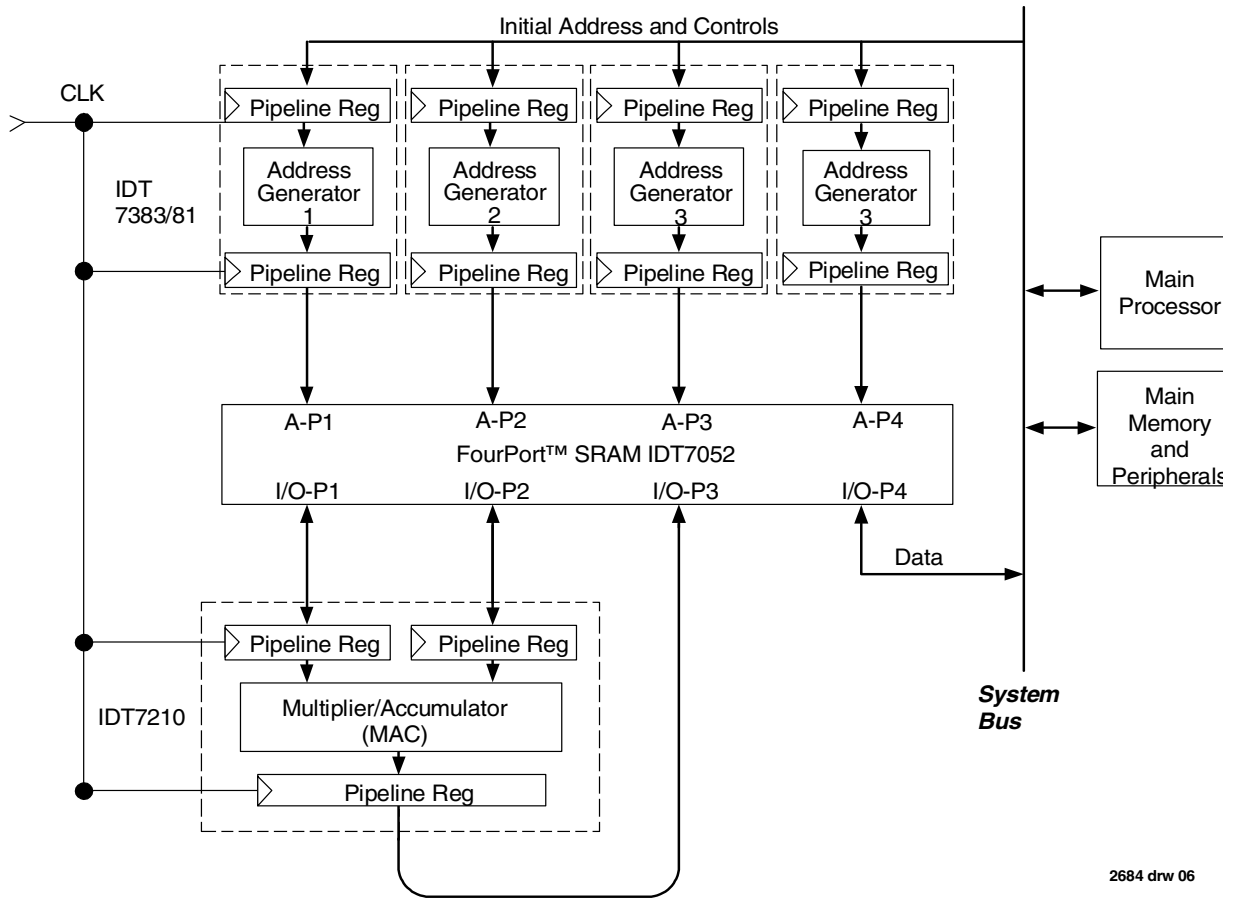 Initial Address and Controls
CLK
Pipeline Reg
Pipeline Reg
Pipeline Reg
Pipeline Reg
IDT
7383/81
Address
Generator
1
Address
Generator
2
Address
Generator
3
Address
Generator
3
Pipeline Reg
Pipeline Reg
Pipeline Reg
Pipeline Reg
Main
Processor
Main
Memory
and
Peripherals
A-P1
A-P2
A-P3
A-P4
FourPort™ SRAM IDT7052
I/O-P1
I/O-P2
I/O-P3
I/O-P4
Data
Pipeline Reg
Pipeline Reg
IDT7210
Multiplier/Accumulator
(MAC)
Pipeline Reg
System
Bus
2684 drw 06